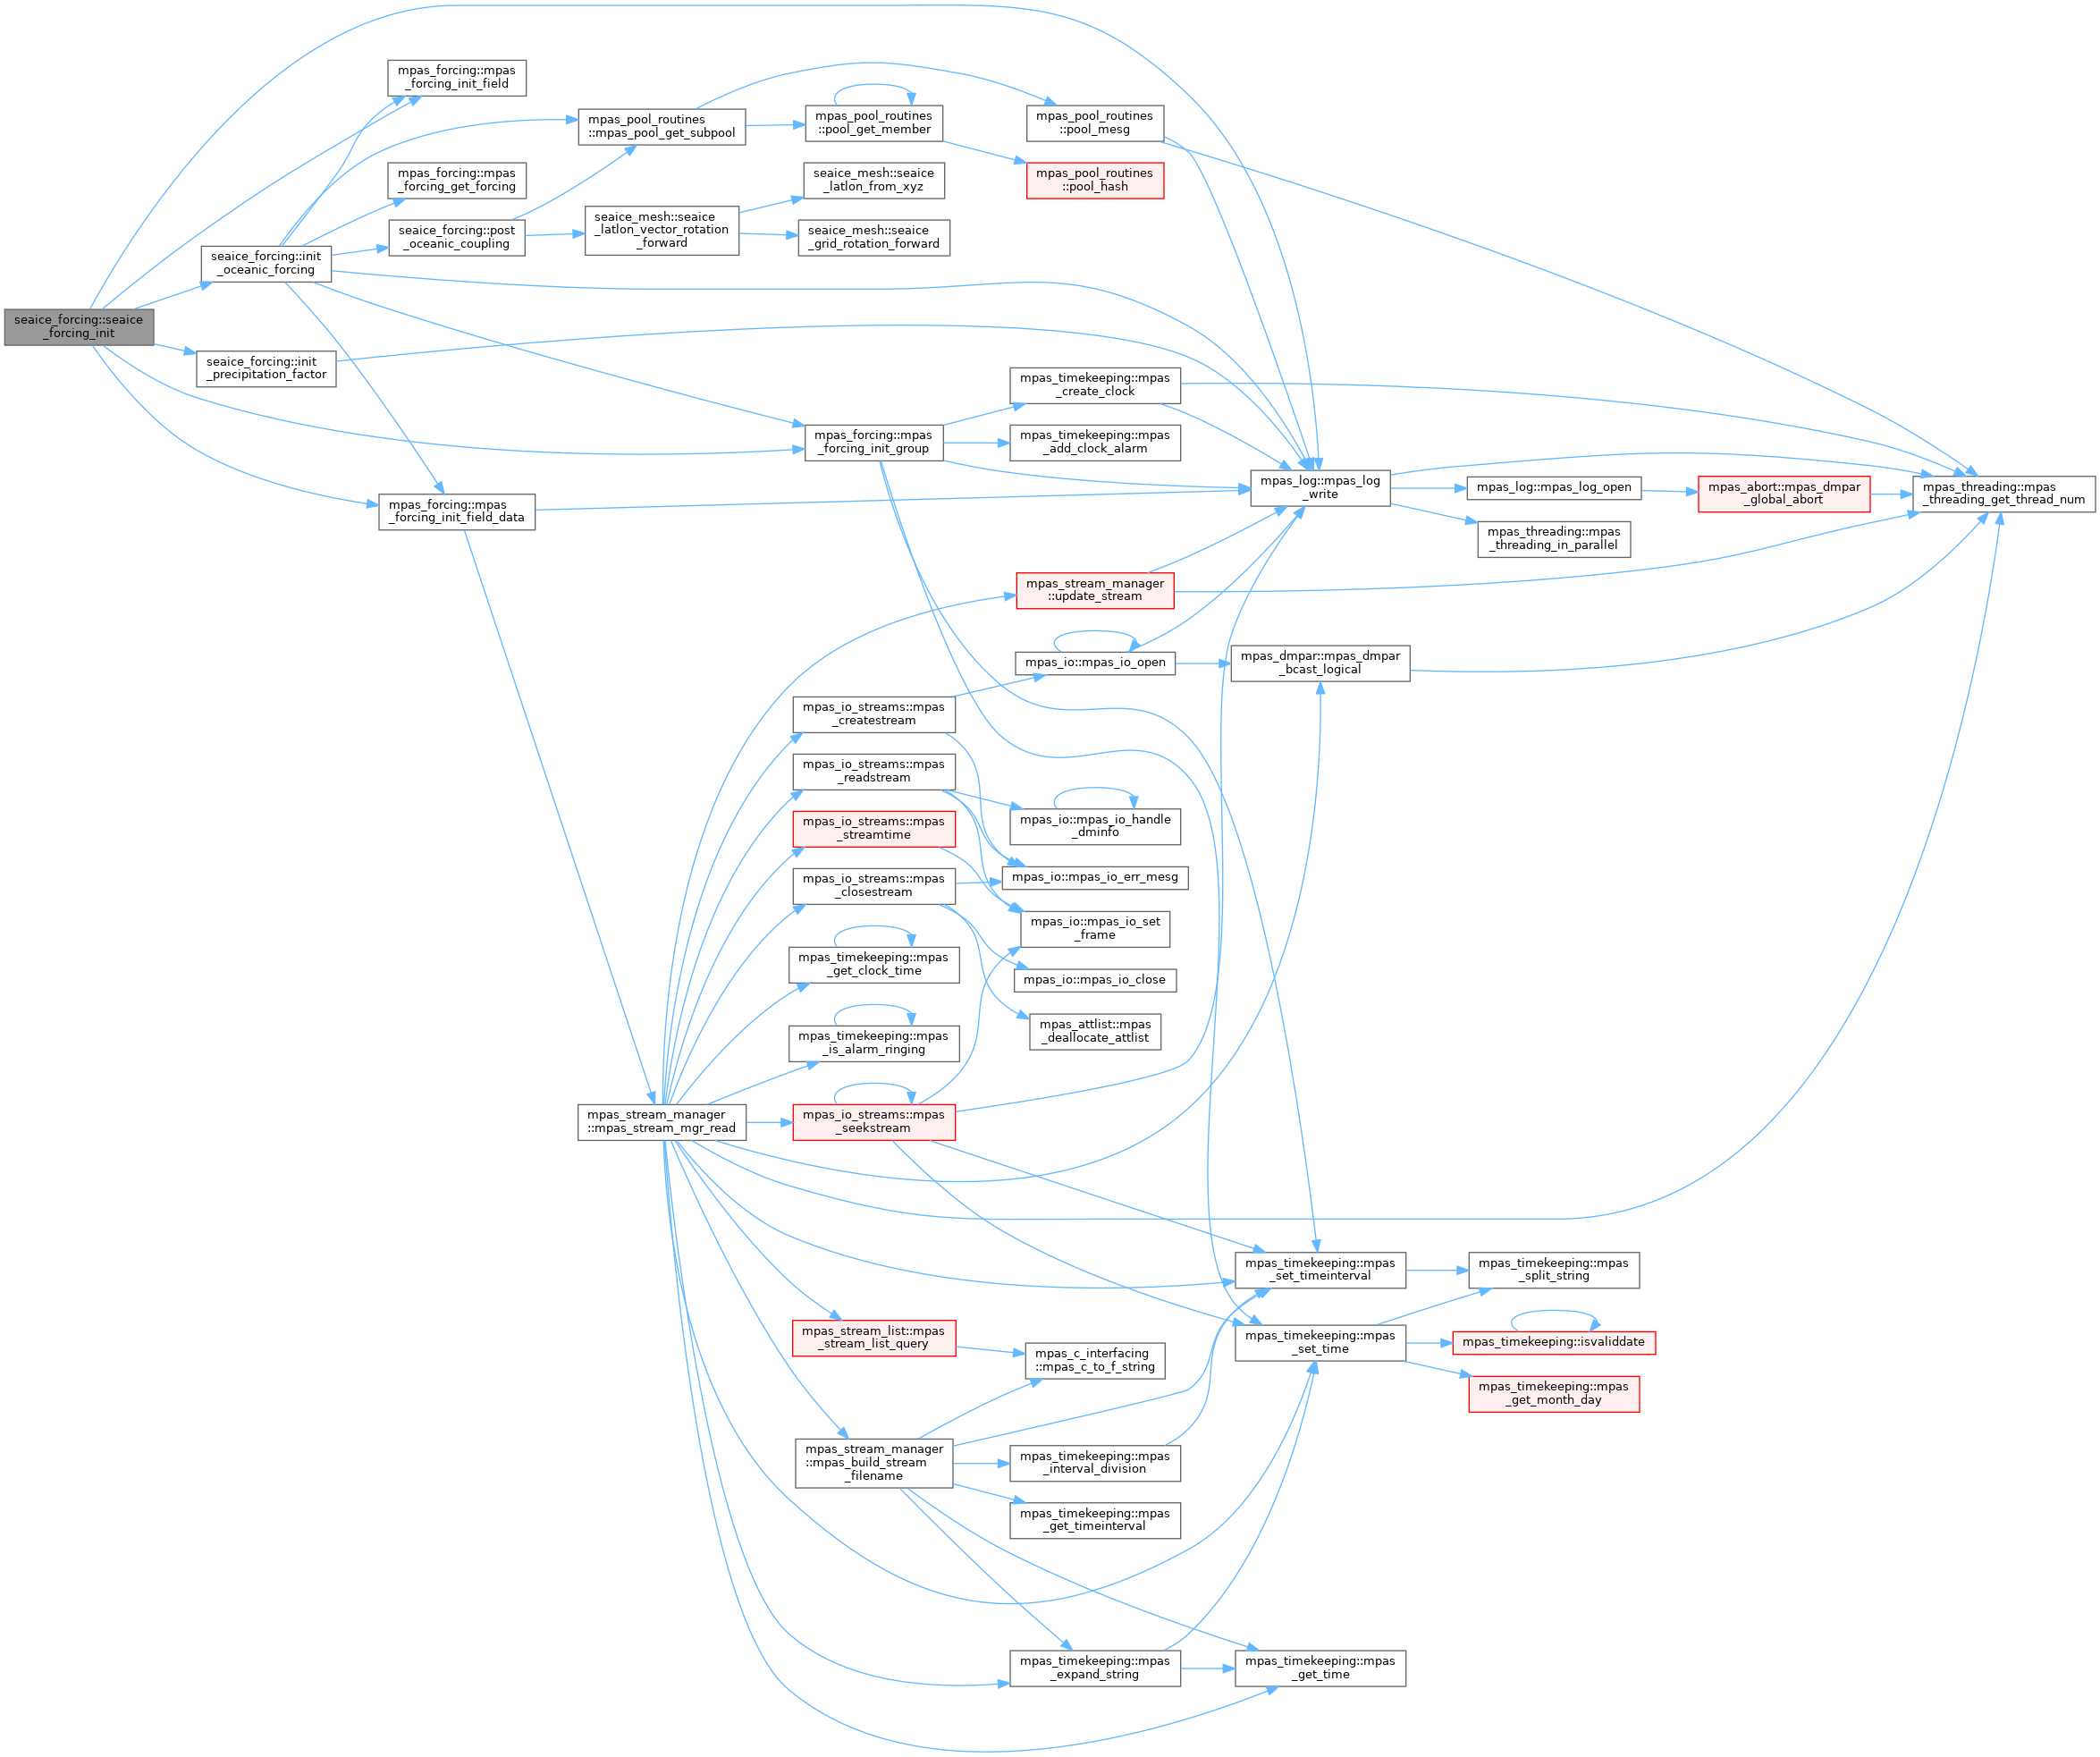 seaice_forcing::seaice
_forcing_init
seaice_forcing::init
_oceanic_forcing
seaice_forcing::init
_precipitation_factor
mpas_forcing::mpas
_forcing_init_field
mpas_forcing::mpas
_forcing_get_forcing
seaice_forcing::post
_oceanic_coupling
mpas_forcing::mpas
_forcing_init_field_data
mpas_pool_routines
::mpas_pool_get_subpool
seaice_mesh::seaice
_latlon_vector_rotation
_forward
mpas_stream_manager
::mpas_stream_mgr_read
mpas_pool_routines
::pool_get_member
seaice_mesh::seaice
_latlon_from_xyz
seaice_mesh::seaice
_grid_rotation_forward
mpas_forcing::mpas
_forcing_init_group
mpas_io_streams::mpas
_createstream
mpas_io_streams::mpas
_readstream
mpas_io_streams::mpas
_streamtime
mpas_io_streams::mpas
_closestream
mpas_timekeeping::mpas
_get_clock_time
mpas_timekeeping::mpas
_is_alarm_ringing
mpas_io_streams::mpas
_seekstream
mpas_stream_list::mpas
_stream_list_query
mpas_stream_manager
::mpas_build_stream
_filename
mpas_pool_routines
::pool_mesg
mpas_pool_routines
::pool_hash
mpas_timekeeping::mpas
_create_clock
mpas_timekeeping::mpas
_add_clock_alarm
mpas_stream_manager
::update_stream
mpas_io::mpas_io_open
mpas_io::mpas_io_handle
_dminfo
mpas_io::mpas_io_err_mesg
mpas_io::mpas_io_set
_frame
mpas_io::mpas_io_close
mpas_attlist::mpas
_deallocate_attlist
mpas_c_interfacing
::mpas_c_to_f_string
mpas_timekeeping::mpas
_interval_division
mpas_timekeeping::mpas
_get_timeinterval
mpas_timekeeping::mpas
_expand_string
mpas_log::mpas_log
_write
mpas_dmpar::mpas_dmpar
_bcast_logical
mpas_timekeeping::mpas
_set_timeinterval
mpas_timekeeping::mpas
_set_time
mpas_timekeeping::mpas
_get_time
mpas_log::mpas_log_open
mpas_threading::mpas
_threading_in_parallel
mpas_timekeeping::mpas
_split_string
mpas_timekeeping::isvaliddate
mpas_timekeeping::mpas
_get_month_day
mpas_abort::mpas_dmpar
_global_abort
mpas_threading::mpas
_threading_get_thread_num